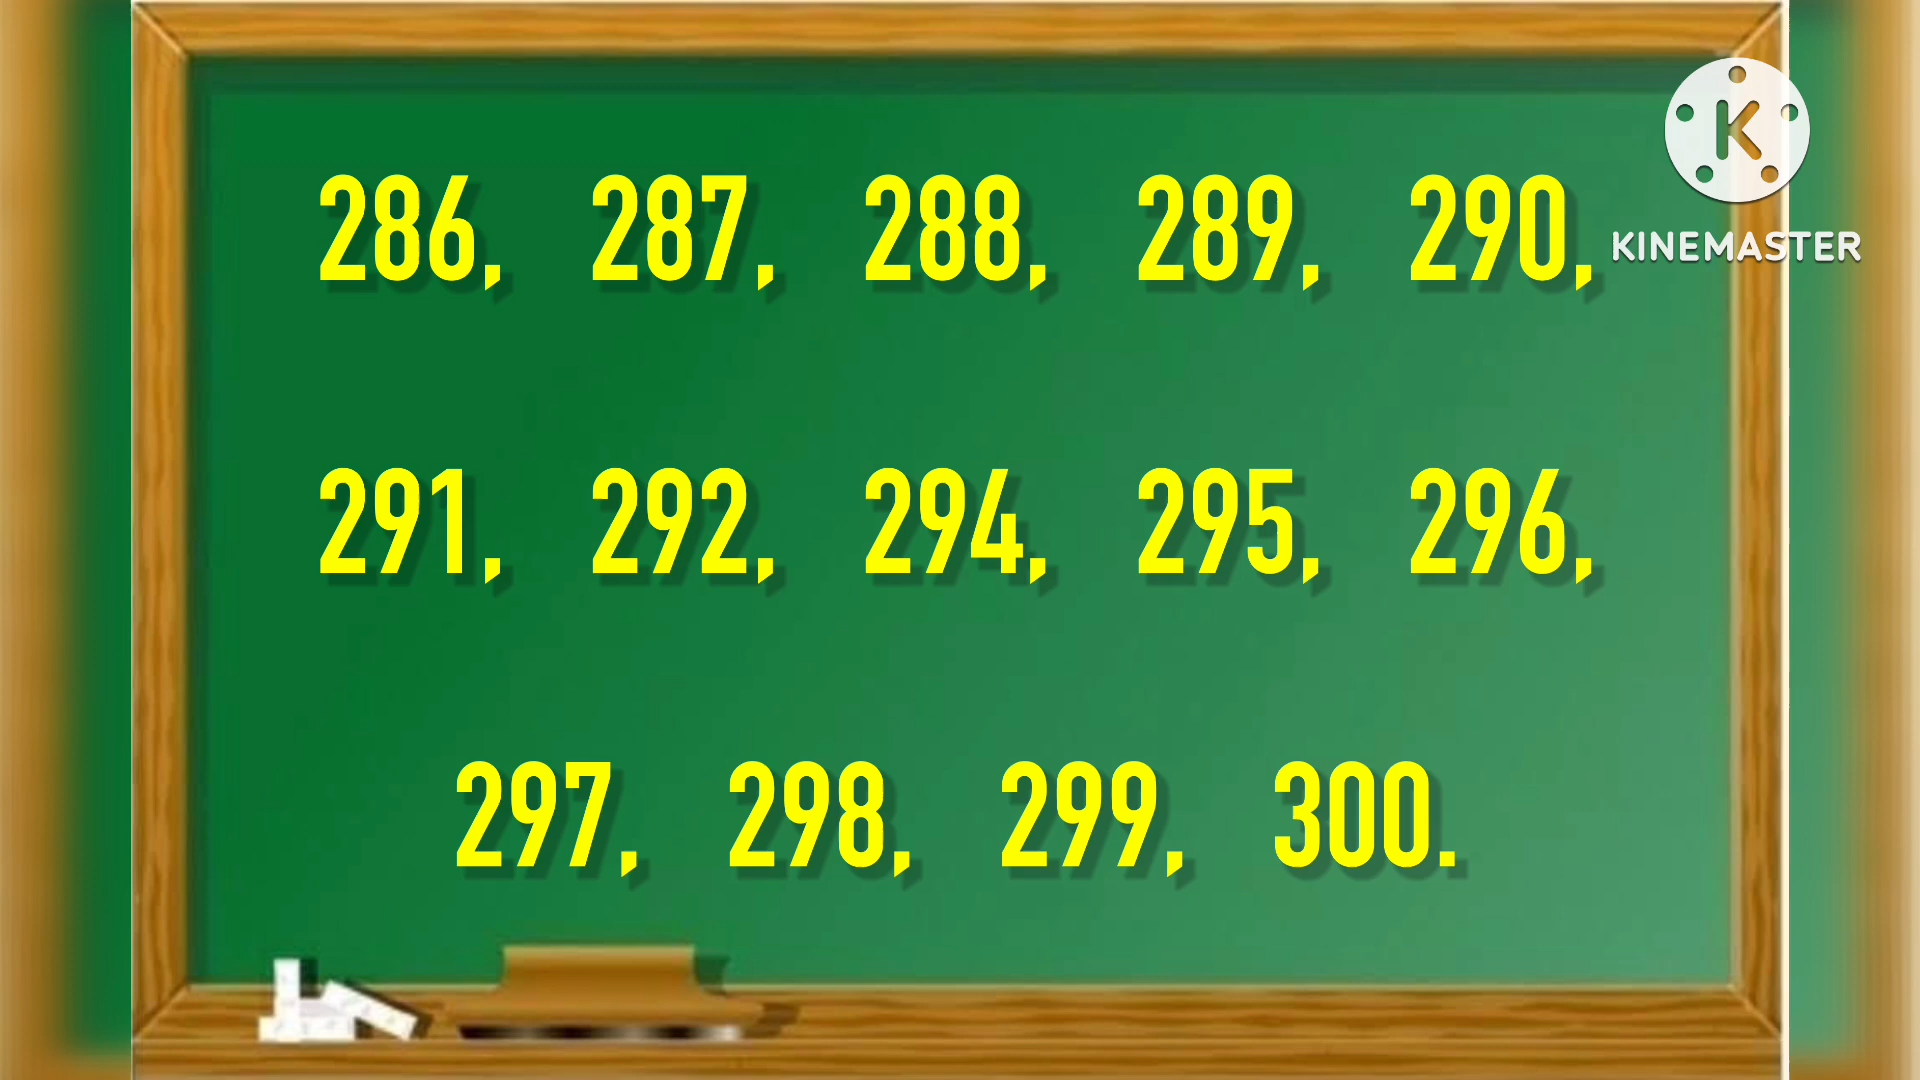 286, 287, 288, 289, 290,
KINEMASTER
291, 292, 294, 295, 296,
297, 298, 299, 300.